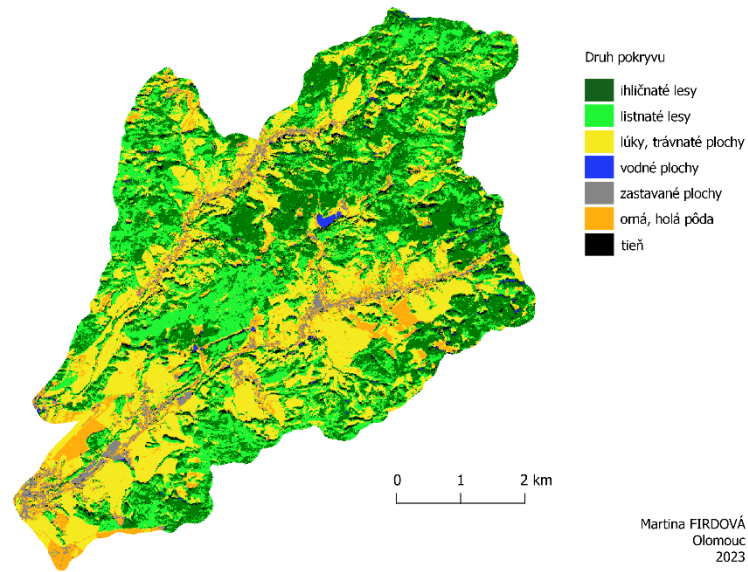 Druh pokryvu
ihličnaté lesy
listnaté lesy
lúky, trávnaté plochy
vodné plochy
zastavané plochy
orná, holá pôda
tieň
0 1 2 km
Martina FIRDOVÁ
Olomouc
2023